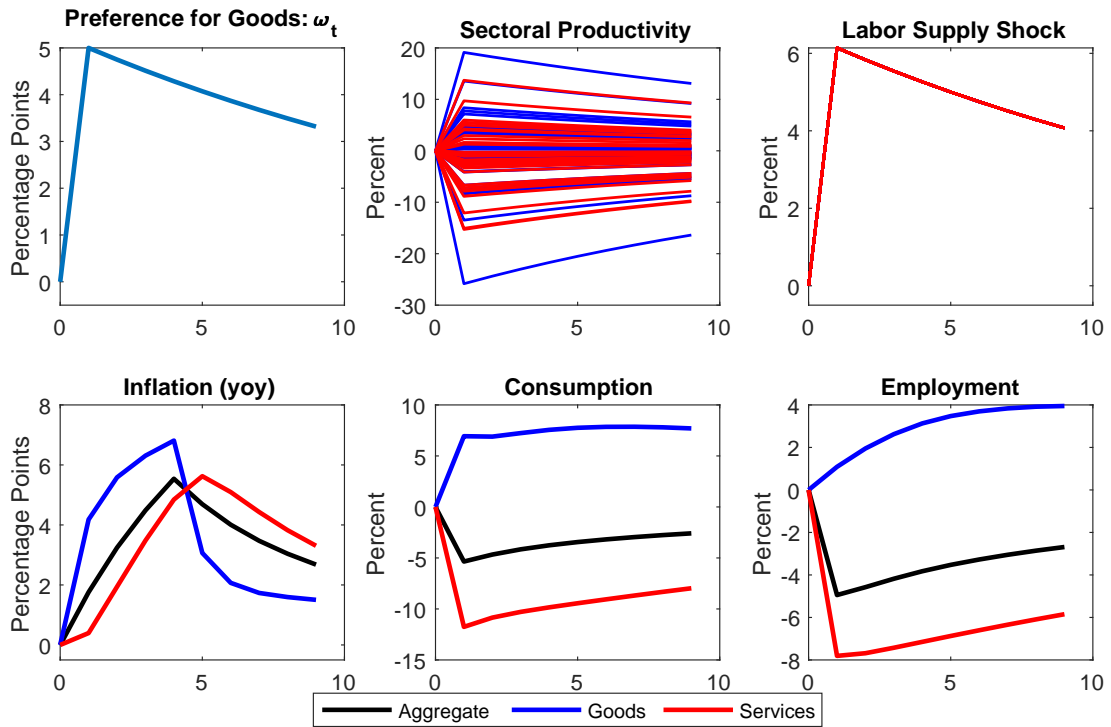 Preference for Goods: ω_t
Percentage Points
5
4
3
2
1
0
0 5 10
Sectoral Productivity
Percent
20
10
0
-10
-20
-30
0 5 10
Labor Supply Shock
Percent
6
4
2
0
0 5 10
Inflation (yoy)
Percentage Points
8
6
4
2
0
0 5 10
Consumption
Percent
10
5
0
-5
-10
-15
0 5 10
Employment
Percent
4
2
0
-2
-4
-6
-8
0 5 10
Aggregate Goods Services